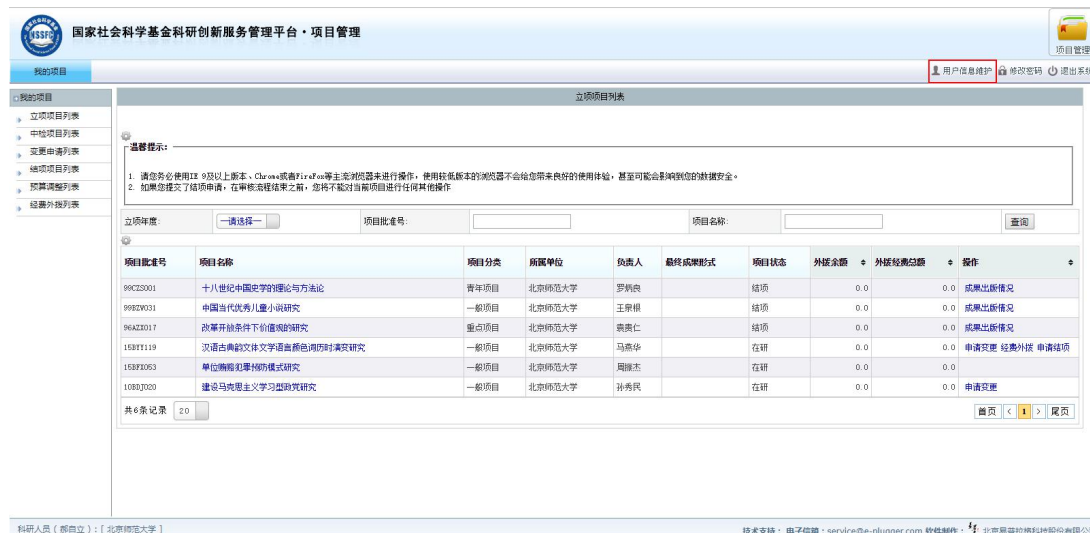 NSSFC
国家社会科学基金科研创新服务管理平台·项目管理
项目管理
我的项目
用户信息维护 修改密码 退出系统
我的项目
立项项目列表
中检项目列表
变更申请列表
结项项目列表
预算调整列表
经费外拨列表
立项项目列表
温馨提示:
1. 请您务必使用IE 9及以上版本、Chrome或者FireFox等主流浏览器来进行操作,使用较低版本的浏览器不会给您带来良好的使用体验,甚至可能会影响到您的数据安全。
2. 如果您提交了结项申请,在审核流程结束之前,您将不能对当前项目进行任何其他操作
立项年度: —请选择— 项目批准号: 项目名称: 查询
项目批准号 项目名称 项目分类 所属单位 负责人 最终成果形式 项目状态 外拨余额 外拨经费总额 操作
99CZS001 十八世纪中国史学的理论与方法论 青年项目 北京师范大学 罗炳良 结项 0.0 0.0 成果出版情况
99BZW031 中国当代优秀儿童小说研究 一般项目 北京师范大学 王泉根 结项 0.0 0.0 成果出版情况
96AZX017 改革开放条件下价值观的研究 重点项目 北京师范大学 袁贵仁 结项 0.0 0.0 成果出版情况
15BYY119 汉语古典韵文体文学语言颜色词历时演变研究 一般项目 北京师范大学 马燕华 在研 0.0 0.0 申请变更 经费外拨 申请结项
15BFX053 单位贿赂犯罪预防模式研究 一般项目 北京师范大学 周振杰 在研 0.0 0.0
10BDJ020 建设马克思主义学习型政党研究 一般项目 北京师范大学 孙秀民 在研 0.0 0.0 申请变更
共6条记录 20 首页 < 1 > 尾页
科研人员(郝自立):[北京师范大学]
技术支持: 电子信箱:service@e-plugger.com 软件制作: 北京易普拉格科技股份有限公